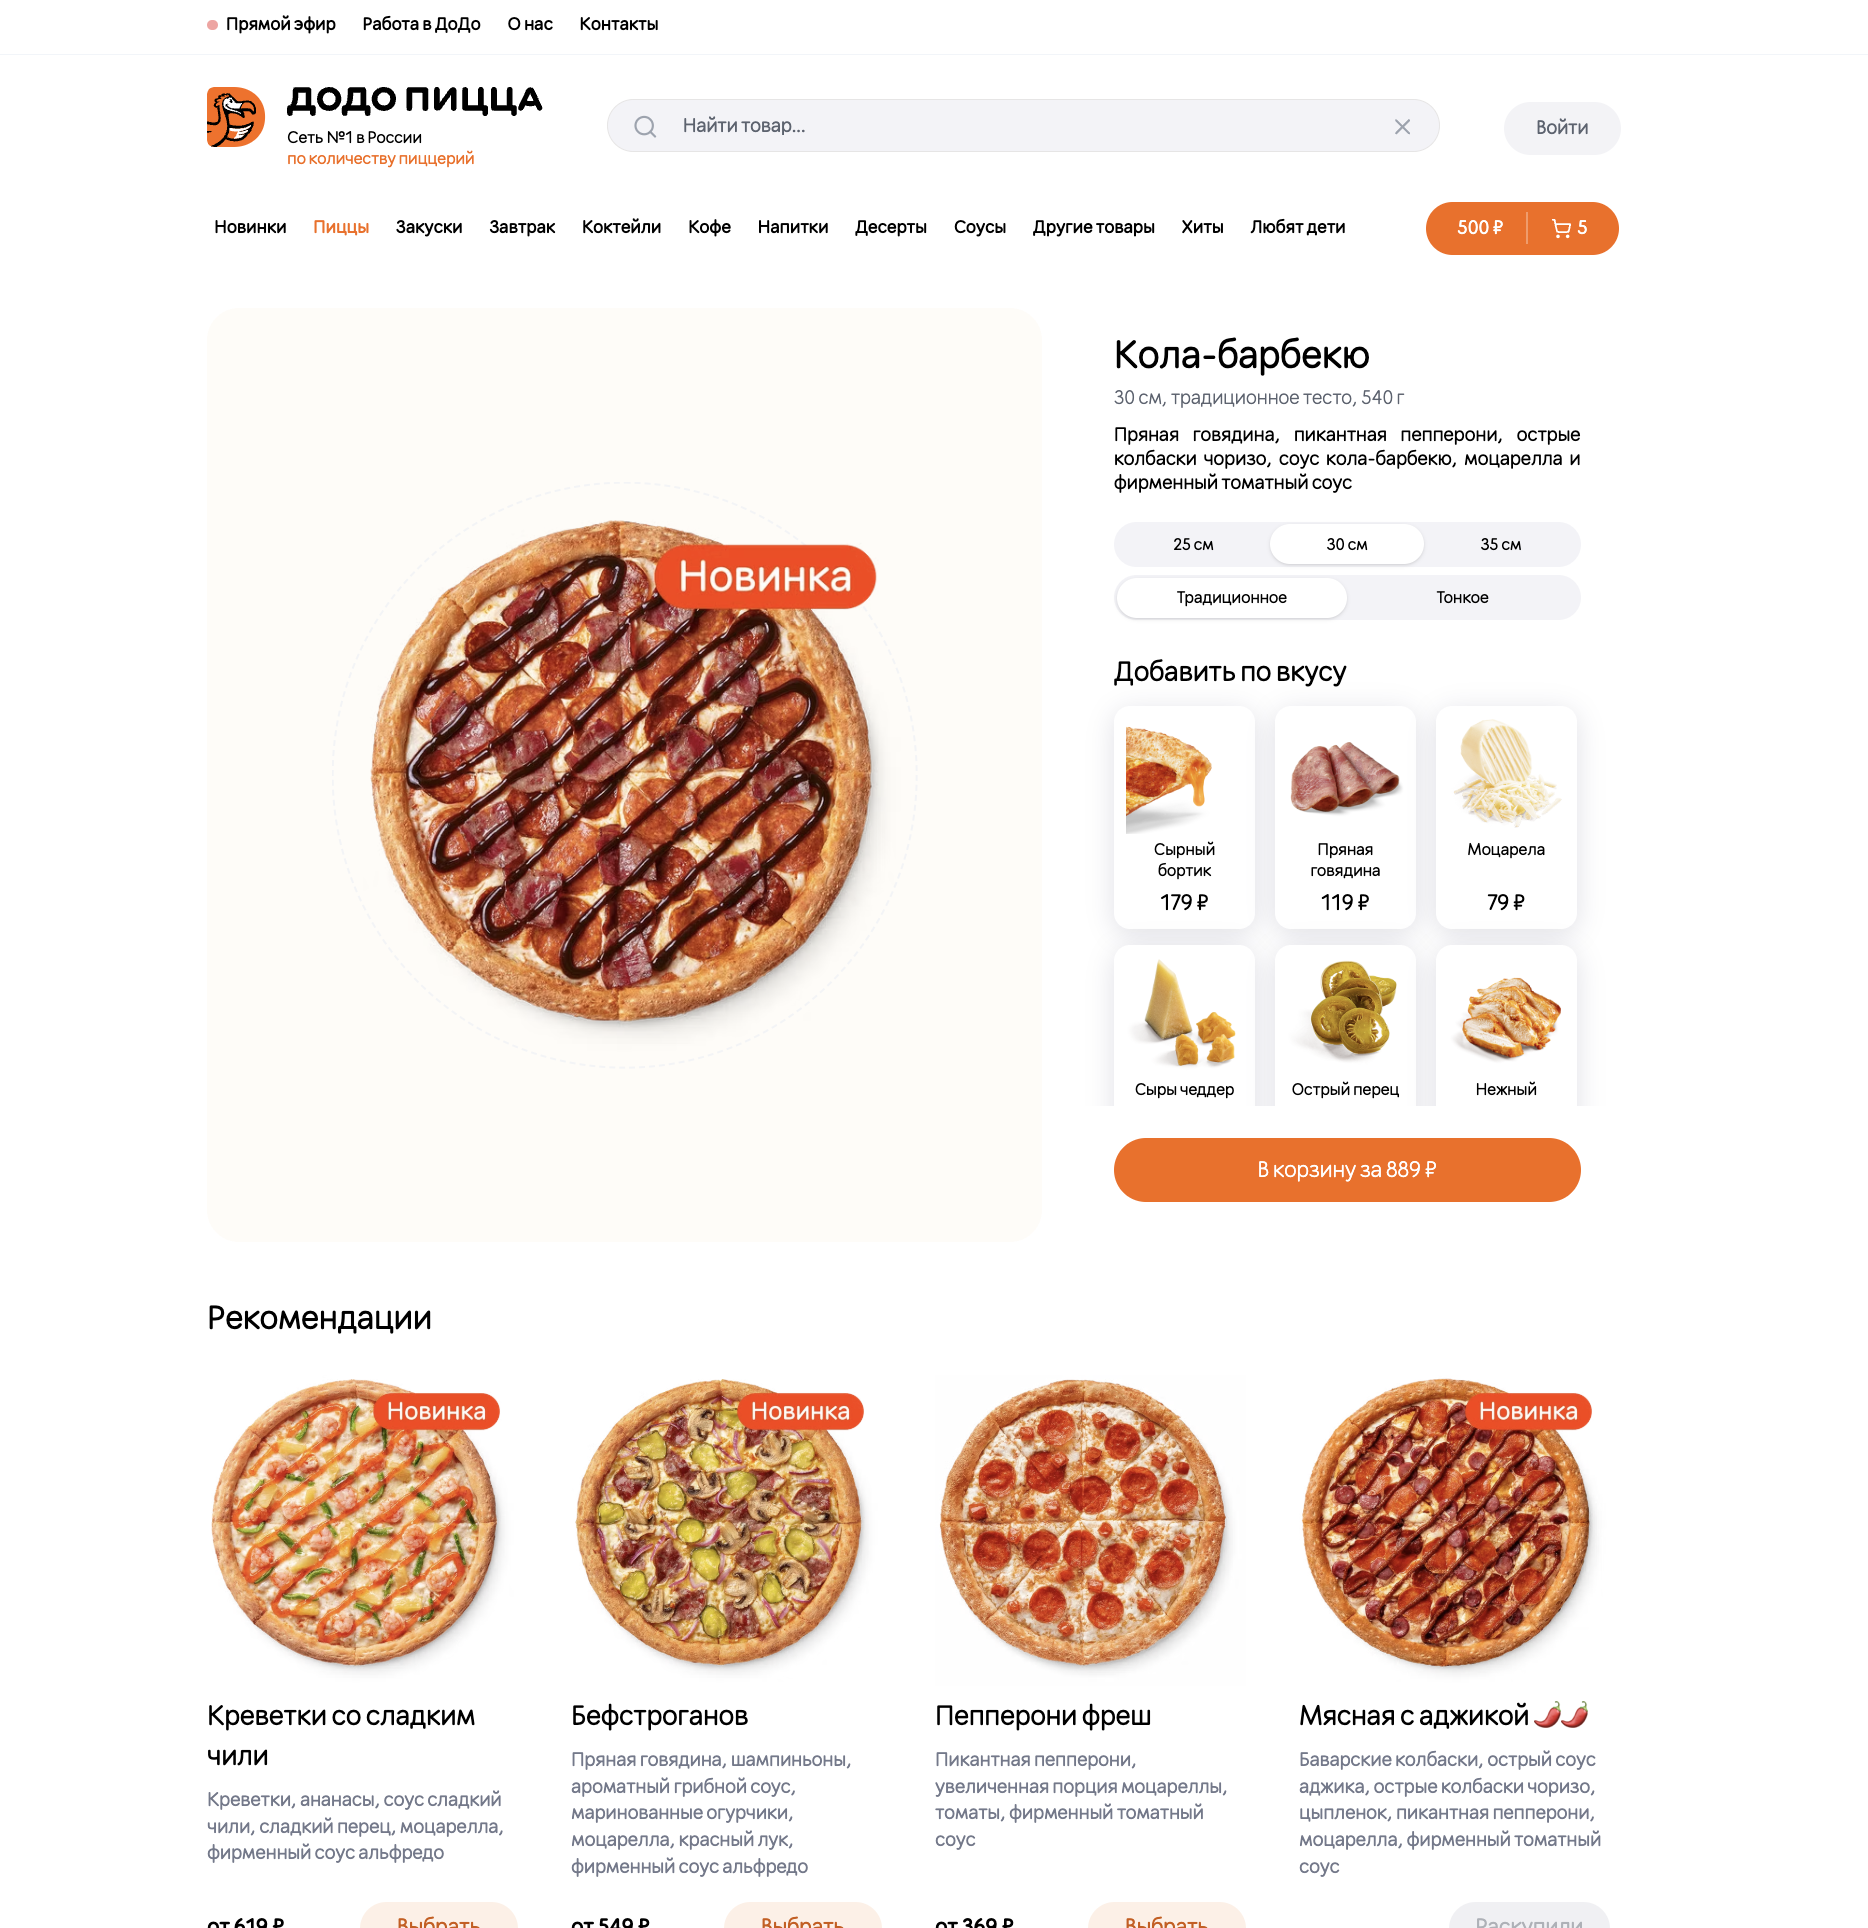 Прямой эфир
Работа в ДоДо
О нас
Контакты
ДОДО ПИЦЦА
Сеть №1 в России
по количеству пиццерий
Найти товар...
Войти
Новинки
Пиццы
Закуски
Завтрак
Коктейли
Кофе
Напитки
Десерты
Соусы
Другие товары
Хиты
Любят дети
500 ₽
5
Новинка
Кола-барбекю
30 см, традиционное тесто, 540 г
Пряная говядина, пикантная пепперони, острые
колбаски чоризо, соус кола-барбекю, моцарелла и
фирменный томатный соус
25 см
30 см
35 см
Традиционное
Тонкое
Добавить по вкусу
Сырный
бортик
179 ₽
Пряная
говядина
119 ₽
Моцарела
79 ₽
Сыры чеддер
Острый перец
Нежный
В корзину за 889 ₽
Рекомендации
Новинка
Креветки со сладким
чили
Креветки, ананасы, соус сладкий
чили, сладкий перец, моцарелла,
фирменный соус альфредо
от 619 ₽
Выбрать
Новинка
Бефстроганов
Пряная говядина, шампиньоны,
ароматный грибной соус,
маринованные огурчики,
моцарелла, красный лук,
фирменный соус альфредо
от 549 ₽
Выбрать
Пепперони фреш
Пикантная пепперони,
увеличенная порция моцареллы,
томаты, фирменный томатный
соус
от 369 ₽
Выбрать
Новинка
Мясная с аджикой 🌶️🌶️
Баварские колбаски, острый соус
аджика, острые колбаски чоризо,
цыпленок, пикантная пепперони,
моцарелла, фирменный томатный
соус
Раскупили